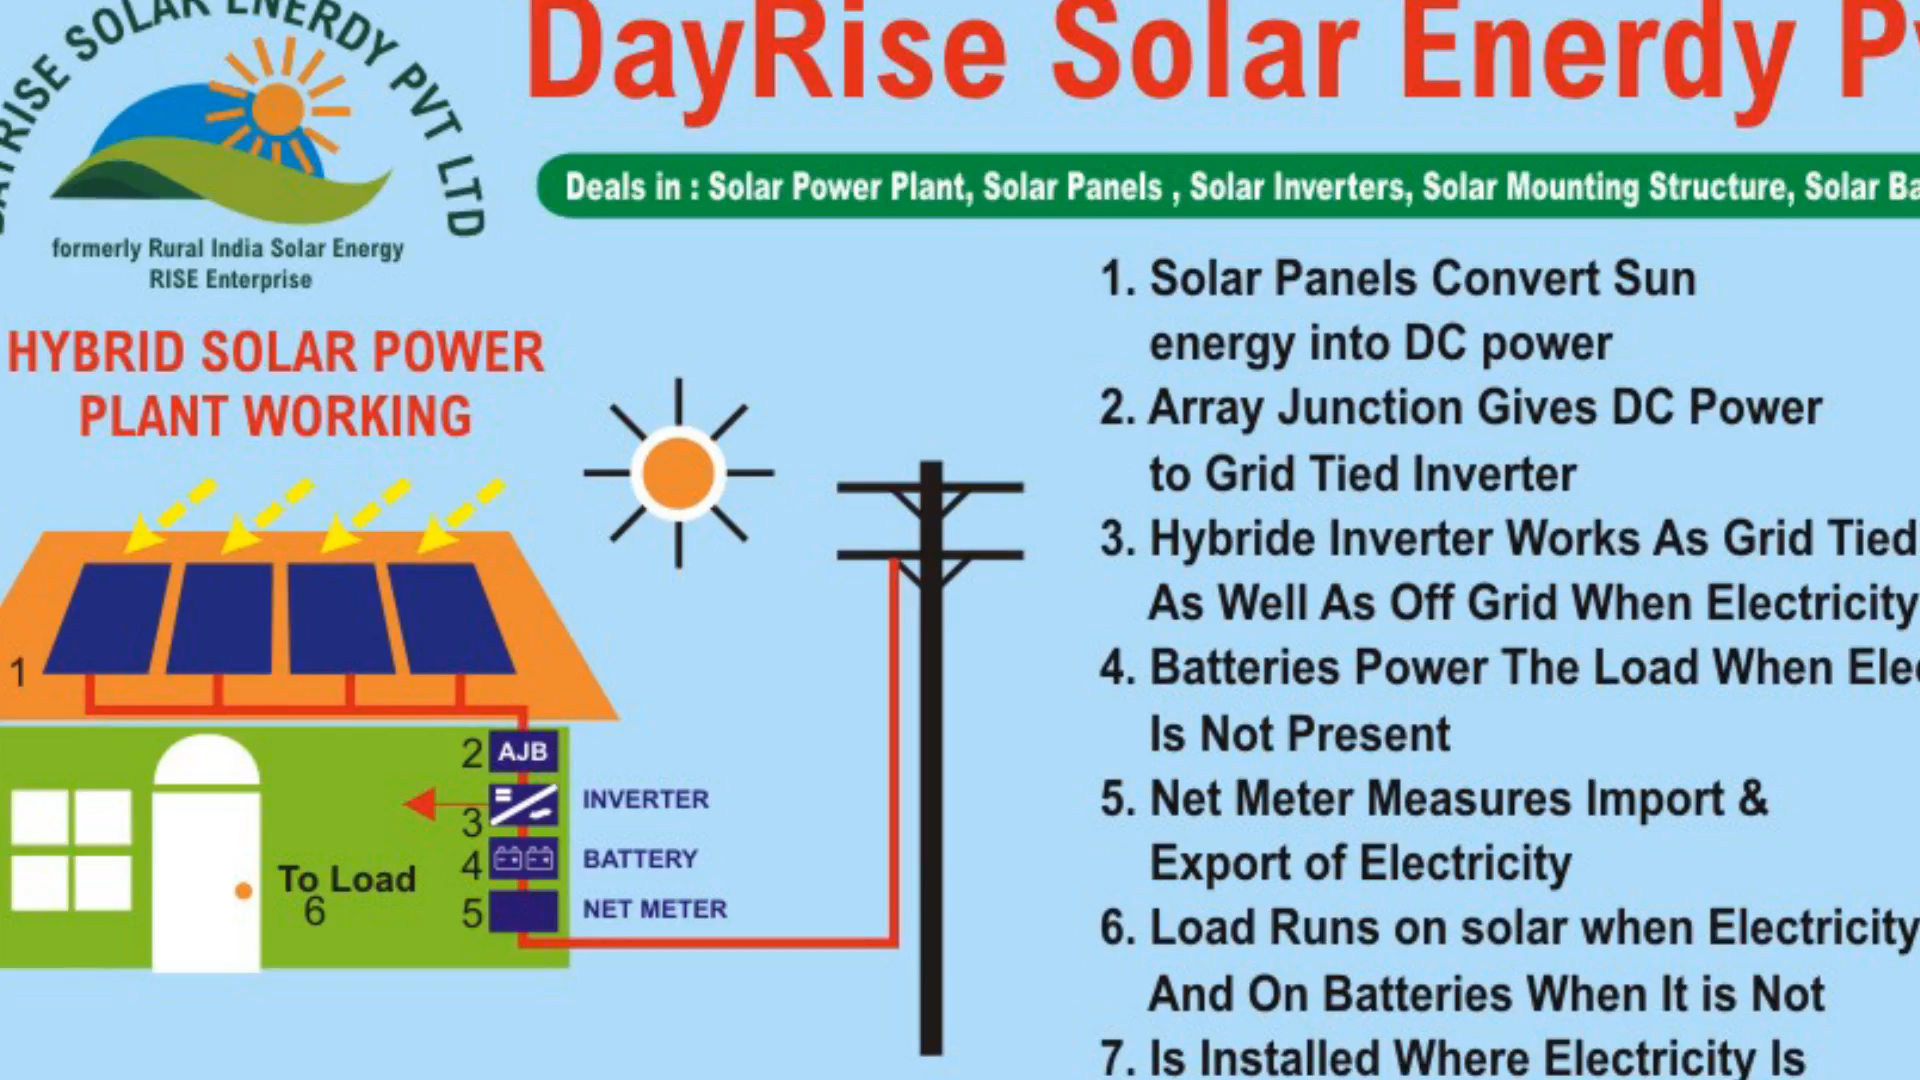 SOLAR ENERDY PVT LTD
formerly Rural India Solar Energy
RISE Enterprise
DayRise Solar Enerdy
Deals in : Solar Power Plant, Solar Panels , Solar Inverters, Solar Mounting Structure, Solar
HYBRID SOLAR POWER
PLANT WORKING
1
2 AJB
3 INVERTER
4 BATTERY
5 NET METER
To Load
6
1. Solar Panels Convert Sun
energy into DC power
2. Array Junction Gives DC Power
to Grid Tied Inverter
3. Hybride Inverter Works As Grid Tied
As Well As Off Grid When Electricity
4. Batteries Power The Load When
Is Not Present
5. Net Meter Measures Import &
Export of Electricity
6. Load Runs on solar when Electricity
And On Batteries When It is Not
7. Is Installed Where Electricity Is